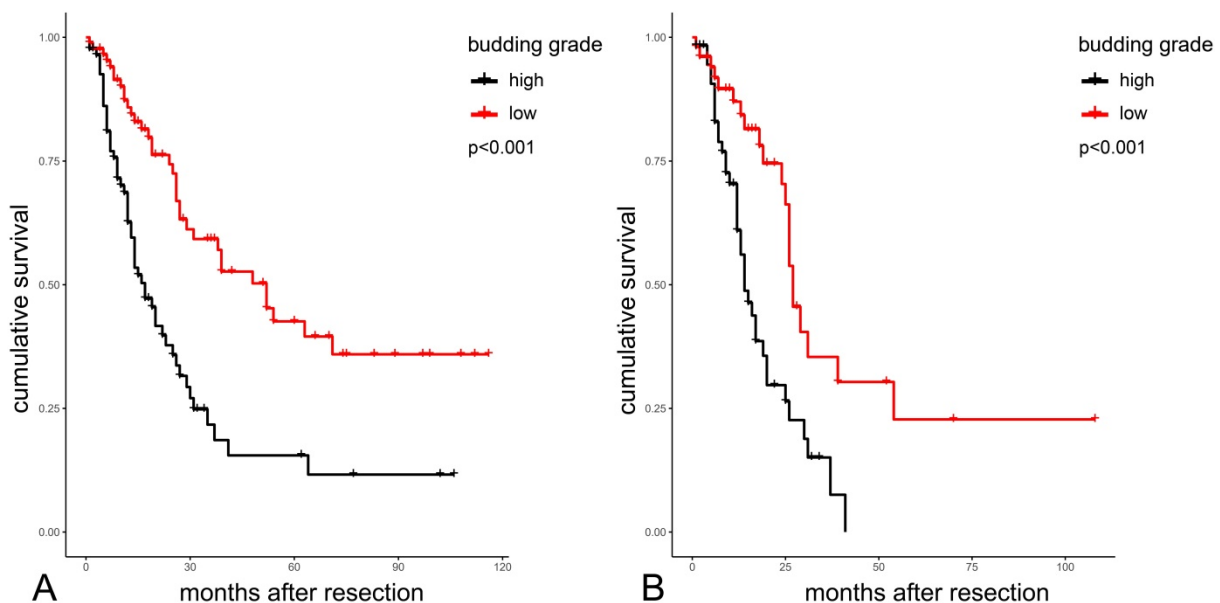 budding grade
high
low
p<0.001
1.00
0.75
0.50
0.25
0.00
cumulative survival
0
30
60
90
120
months after resection
A
budding grade
high
low
p<0.001
1.00
0.75
0.50
0.25
0.00
cumulative survival
0
25
50
75
100
months after resection
B